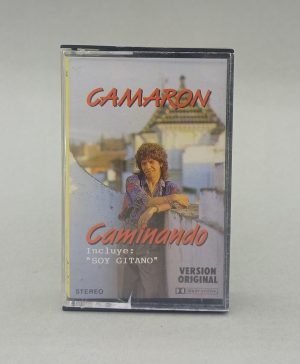 CAMARON
Caminando
Incluye:
"SOY GITANO"
VERSION
ORIGINAL
STEREO